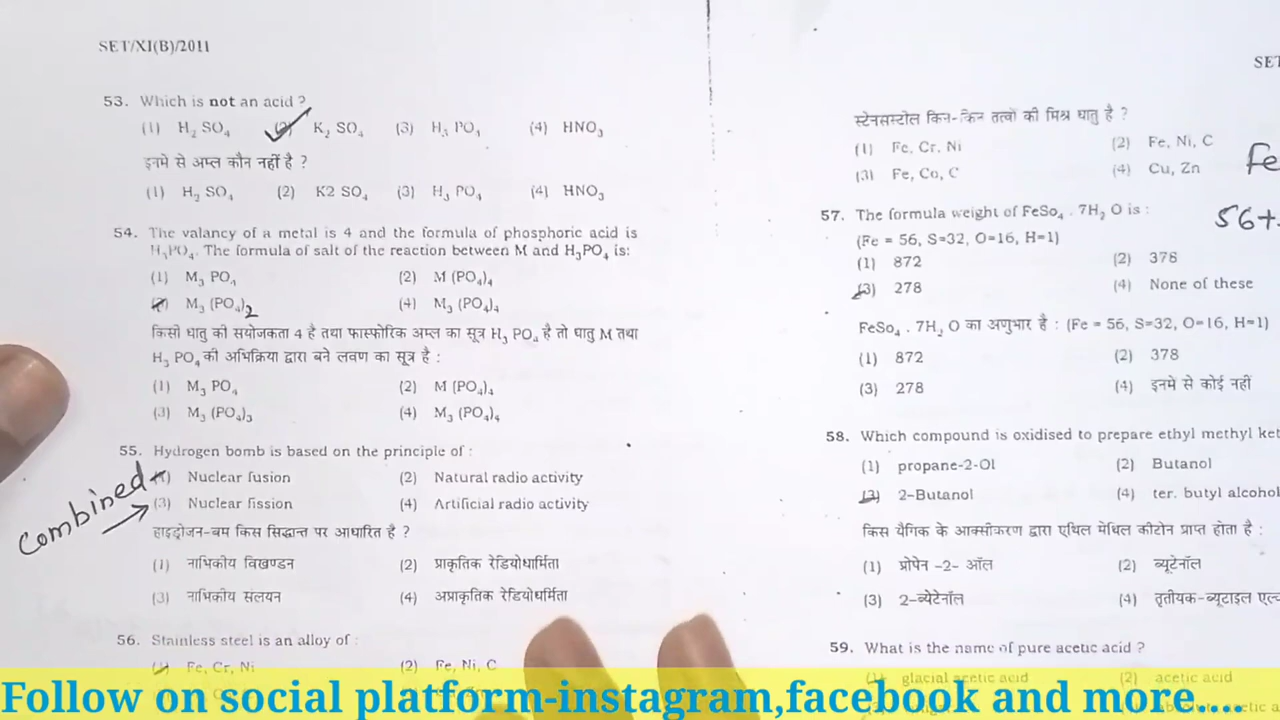 SET/XI(B)/2011
53. Which is not an acid ?
(1) H₂ SO₄ (2) K₂ SO₄ (3) H₃ PO₄ (4) HNO₃
इनमे से अम्ल कौन नहीं है ?
(1) H₂ SO₄ (2) K2 SO₄ (3) H₃ PO₄ (4) HNO₃
54. The valancy of a metal is 4 and the formula of phosphoric acid is
H₃PO₄. The formula of salt of the reaction between M and H₃PO₄ is:
(1) M₃ PO₄ (2) M (PO₄)₄
M₃ (PO₄)₂ (4) M₃ (PO₄)₄
किसी धातु की सयोजकता 4 है तथा फास्फोरिक अम्ल का सूत्र H₃ PO₄ है तो धातु M तथा
H₃ PO₄ की अभिक्रिया द्वारा बने लवण का सूत्र है :
(1) M₃ PO₄ (2) M (PO₄)₄
(3) M₃ (PO₄)₃ (4) M₃ (PO₄)₄
55. Hydrogen bomb is based on the principle of :
Nuclear fusion (2) Natural radio activity
Combined
(3) Nuclear fission (4) Artificial radio activity
हाइड्रोजन-बम किस सिद्धान्त पर आधारित है ?
(1) नाभिकीय विखण्डन (2) प्राकृतिक रेडियोधार्मिता
(3) नाभिकीय संलयन (4) अप्राकृतिक रेडियोधर्मिता
56. Stainless steel is an alloy of :
Fe, Cr, Ni (2) Fe, Ni, C
SET
स्टेनसस्टील किन-किन तत्वों की मिश्र धातु है ?
(1) Fe, Cr, Ni (2) Fe, Ni, C
Fe
(3) Fe, Co, C (4) Cu, Zn
57. The formula weight of FeSo₄ . 7H₂ O is :
56+
(Fe = 56, S=32, O=16, H=1)
(1) 872 (2) 378
(3) 278 (4) None of these
FeSo₄ . 7H₂ O का अणुभार है : (Fe = 56, S=32, O=16, H=1)
(1) 872 (2) 378
(3) 278 (4) इनमें से कोई नहीं
58. Which compound is oxidised to prepare ethyl methyl ket
(1) propane-2-Ol (2) Butanol
(3) 2-Butanol (4) ter. butyl alcohol
किस यैगिक के आक्सीकरण द्वारा एथिल मेथिल कीटोन प्राप्त होता है :
(1) प्रोपेन -2- ऑल (2) ब्यूटेनॉल
(3) 2-ब्येटेनॉल (4) तृतीयक-ब्यूटाइल एल्
59. What is the name of pure acetic acid ?
glacial acetic acid (2) acetic acid
Follow on social platform-instagram,facebook and more...